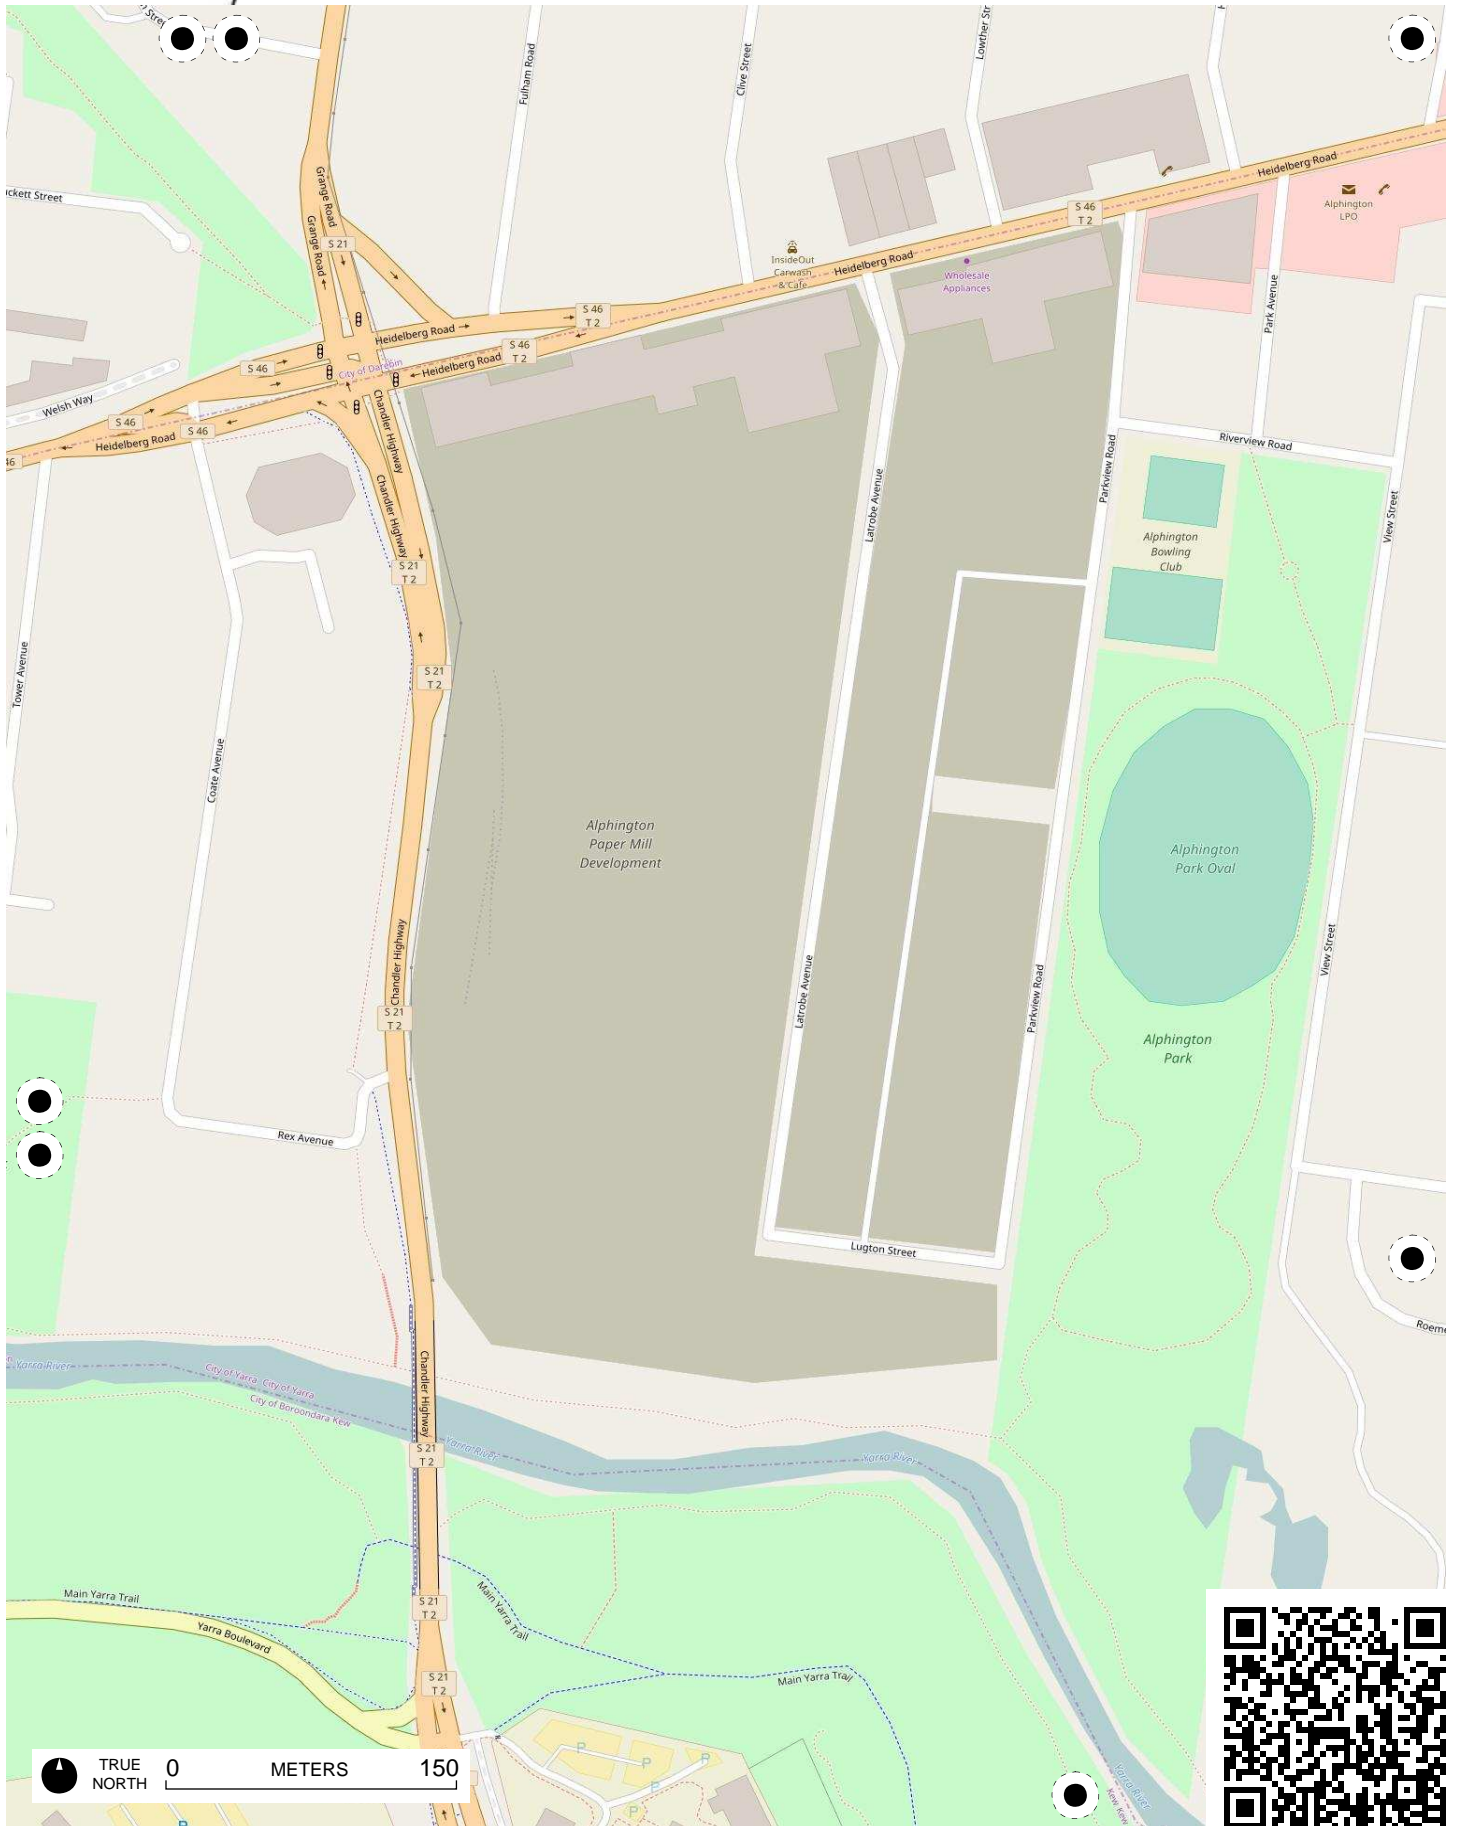 Fulham Road
Clive Street
Grange Road
Grange Road
S 21
Heidelberg Road
S 46
T 2
Alphington
LPO
InsideOut
Carwash
& Cafe
Heidelberg Road
Wholesale
Appliances
Park Avenue
S 46
T 2
Heidelberg Road
S 46
T 2
Heidelberg Road
City of Darebin
S 46
Welsh Way
S 46
S 46
Heidelberg Road
46
Chandler Highway
Chandler Highway
Riverview Road
Parkview Road
Latrobe Avenue
View Street
Alphington
Bowling
Club
S 21
T 2
S 21
T 2
Tower Avenue
Coate Avenue
Alphington
Paper Mill
Development
Alphington
Park Oval
Chandler Highway
Latrobe Avenue
Parkview Road
View Street
S 21
T 2
Alphington
Park
Rex Avenue
Lugton Street
Yarra River
City of Yarra City of Yarra
City of Boroondara Kew
Chandler Highway
S 21
T 2
Yarra River
Yarra River
Main Yarra Trail
Yarra Boulevard
S 21
T 2
Main Yarra Trail
S 21
T 2
Main Yarra Trail
P
P
P
P
P
P
Yarra River
Kew Kew
TRUE
NORTH
0 METERS 150